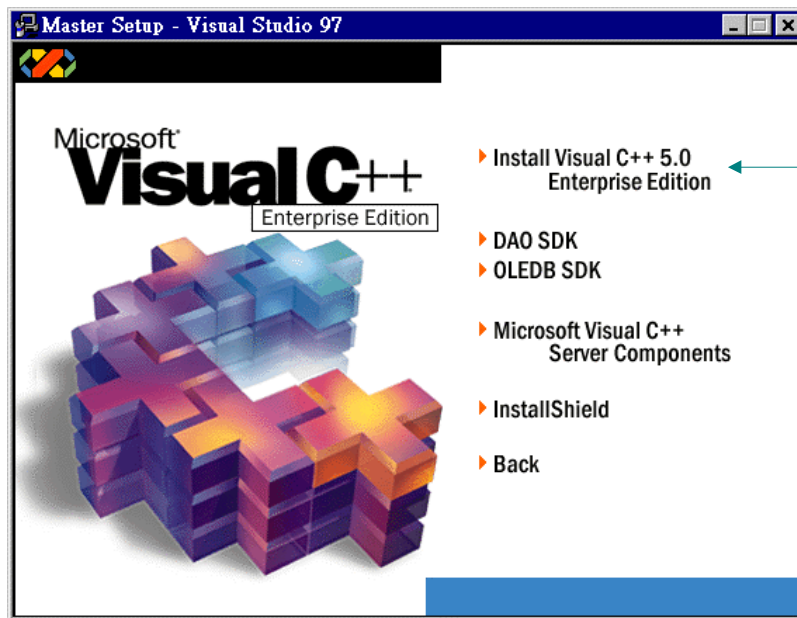 Master Setup - Visual Studio 97
Microsoft®
Visual C++
Enterprise Edition
Install Visual C++ 5.0
Enterprise Edition
DAO SDK
OLEDB SDK
Microsoft Visual C++
Server Components
InstallShield
Back